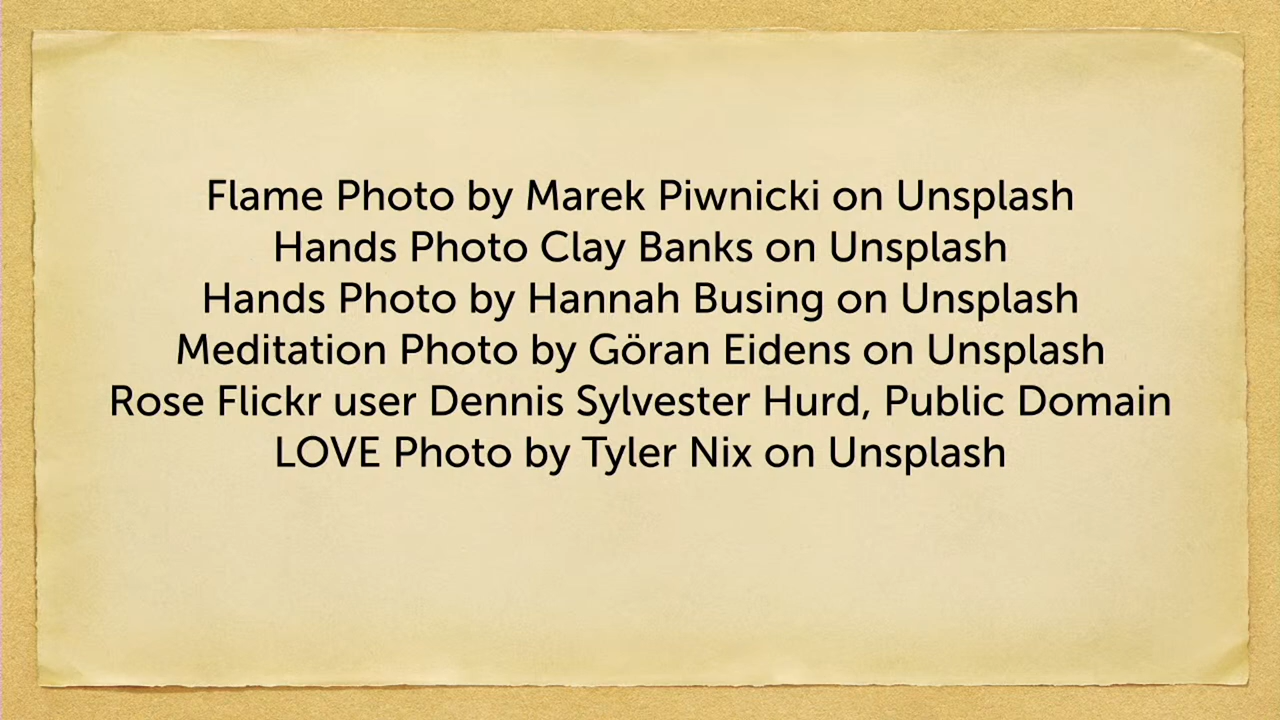 Flame Photo by Marek Piwnicki on Unsplash
Hands Photo Clay Banks on Unsplash
Hands Photo by Hannah Busing on Unsplash
Meditation Photo by Göran Eidens on Unsplash
Rose Flickr user Dennis Sylvester Hurd, Public Domain
LOVE Photo by Tyler Nix on Unsplash